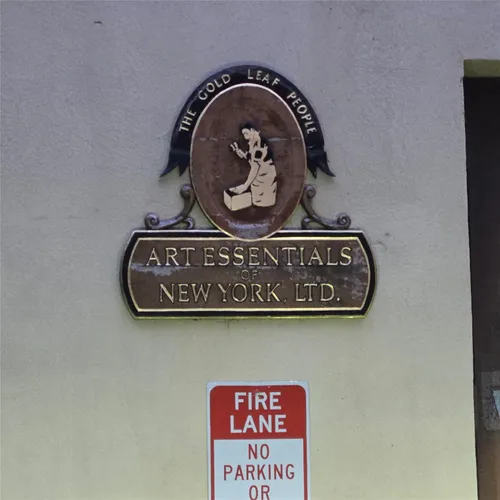 THE GOLD LEAF PEOPLE
ART ESSENTIALS
OF
NEW YORK, LTD.
FIRE
LANE
NO
PARKING
OR